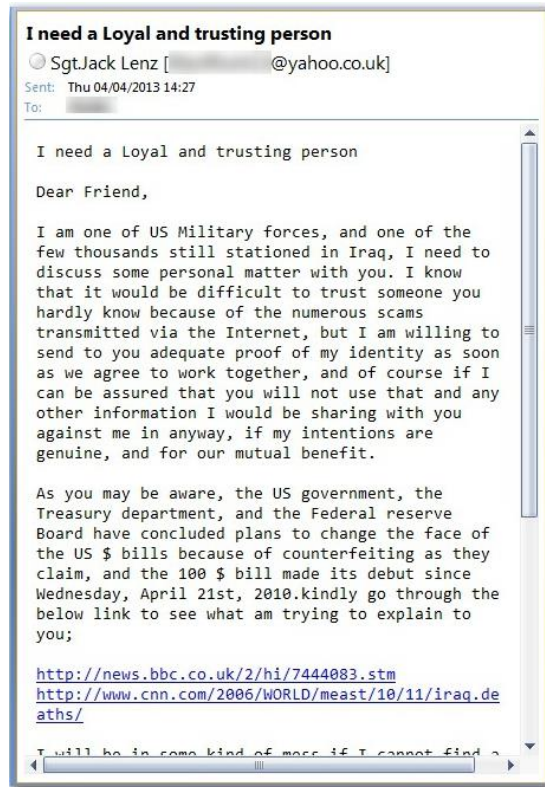 I need a Loyal and trusting person
Sgt.Jack Lenz [ @yahoo.co.uk]
Sent: Thu 04/04/2013 14:27
To:
I need a Loyal and trusting person
Dear Friend,
I am one of US Military forces, and one of the
few thousands still stationed in Iraq, I need to
discuss some personal matter with you. I know
that it would be difficult to trust someone you
hardly know because of the numerous scams
transmitted via the Internet, but I am willing to
send to you adequate proof of my identity as soon
as we agree to work together, and of course if I
can be assured that you will not use that and any
other information I would be sharing with you
against me in anyway, if my intentions are
genuine, and for our mutual benefit.
As you may be aware, the US government, the
Treasury department, and the Federal reserve
Board have concluded plans to change the face of
the US $ bills because of counterfeiting as they
claim, and the 100 $ bill made its debut since
Wednesday, April 21st, 2010.kindly go through the
below link to see what am trying to explain to
you;
http://news.bbc.co.uk/2/hi/7444083.stm
http://www.cnn.com/2006/WORLD/meast/10/11/iraq.de
aths/
I will be in some kind of mess if I cannot find a